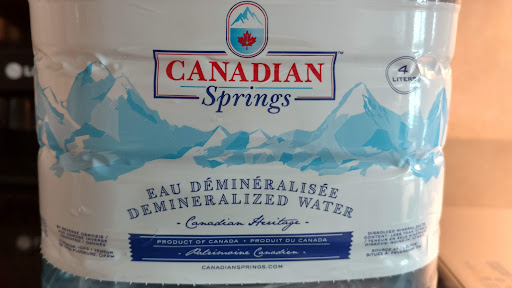 CANADIAN
Springs
4
LITERS
EAU DÉMINÉRALISÉE
DEMINERALIZED WATER
- Canadian Heritage -
PRODUCT OF CANADA • PRODUIT DU CANADA
- Patrimoine Canadien -
CANADIANSPRINGS.COM